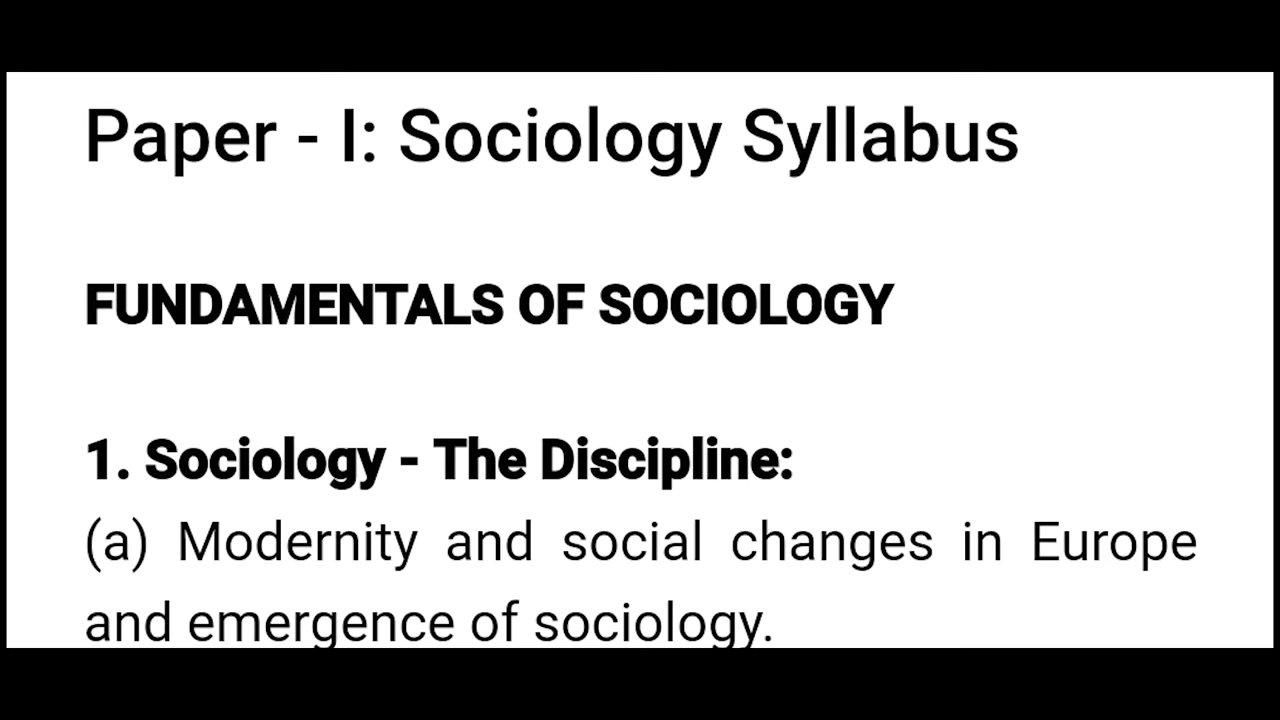 Paper - I: Sociology Syllabus
FUNDAMENTALS OF SOCIOLOGY
1. Sociology - The Discipline:
(a) Modernity and social changes in Europe
and emergence of sociology.